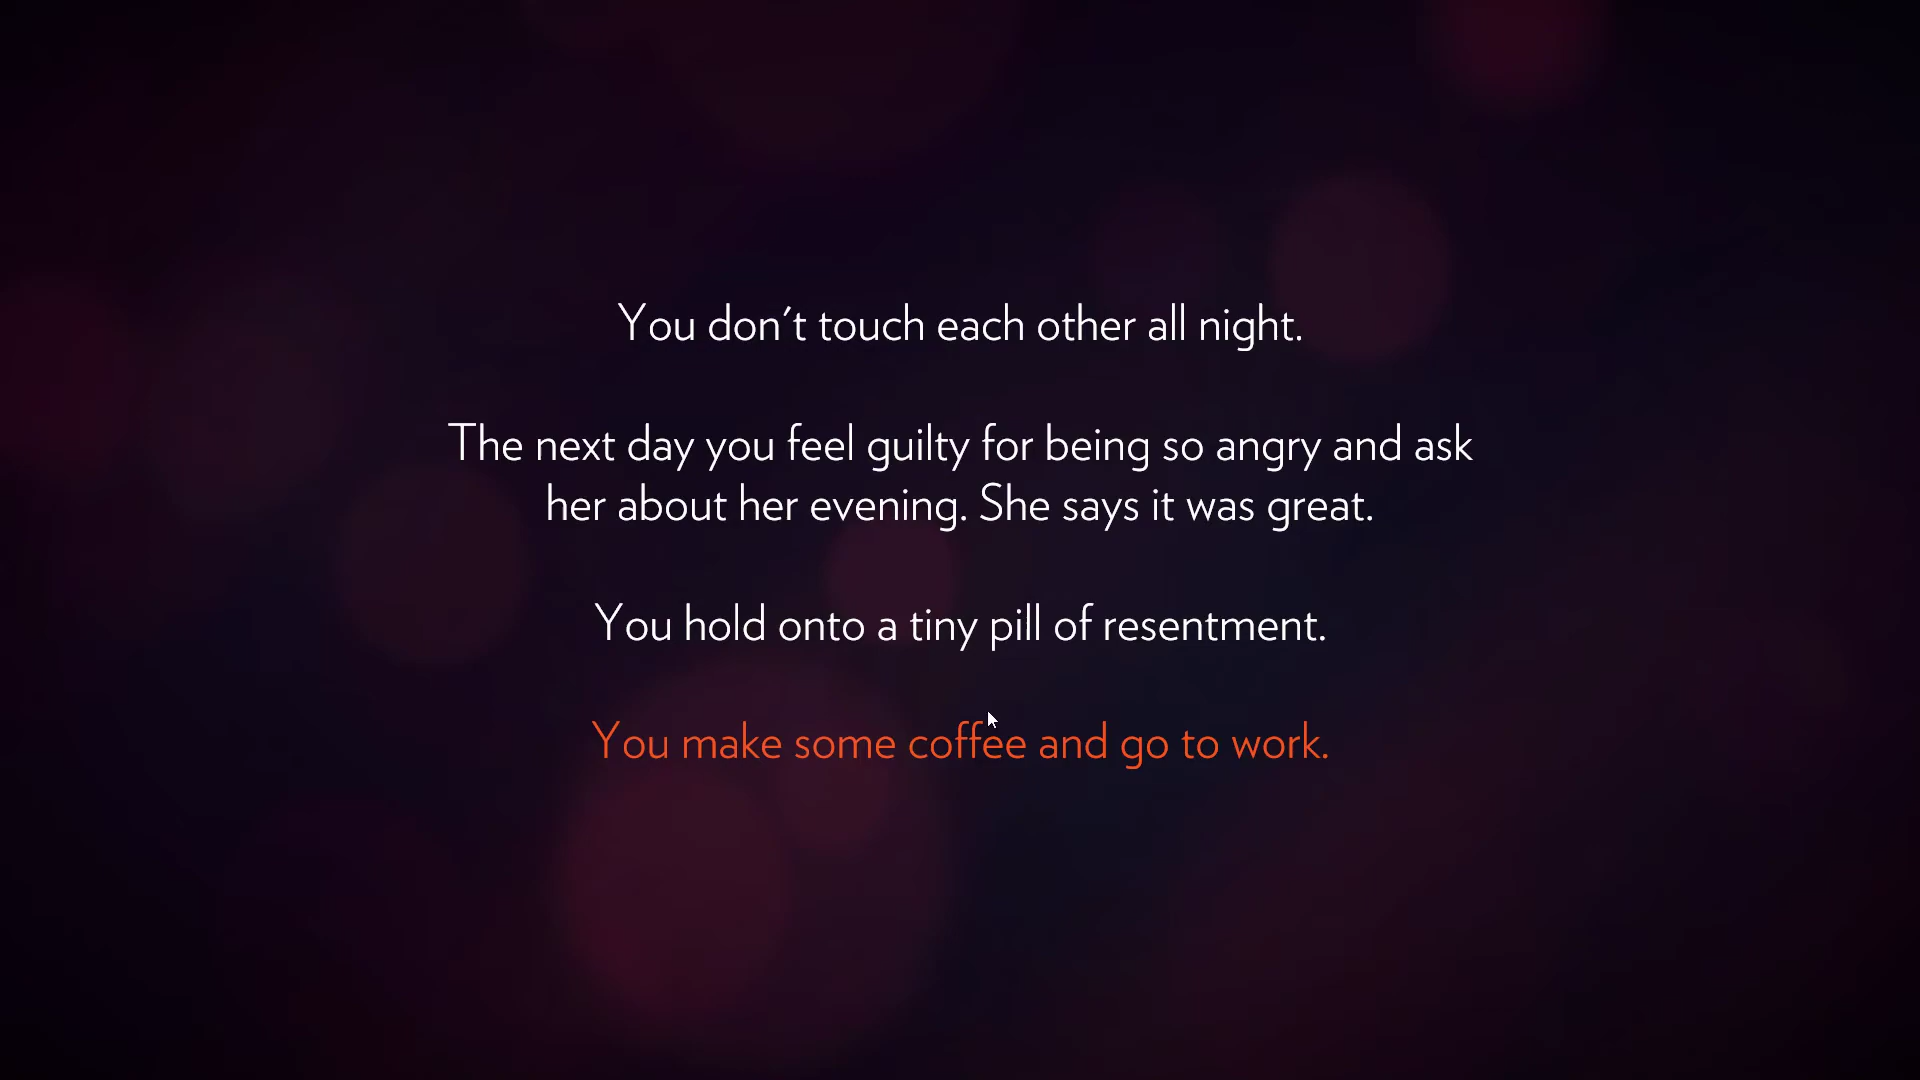 You don't touch each other all night.
The next day you feel guilty for being so angry and ask
her about her evening. She says it was great.
You hold onto a tiny pill of resentment.
You make some coffee and go to work.